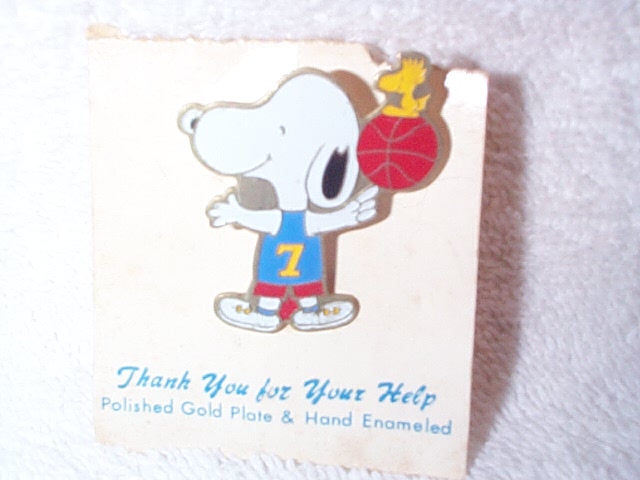 7
Thank You for Your Help
Polished Gold Plate & Hand Enameled